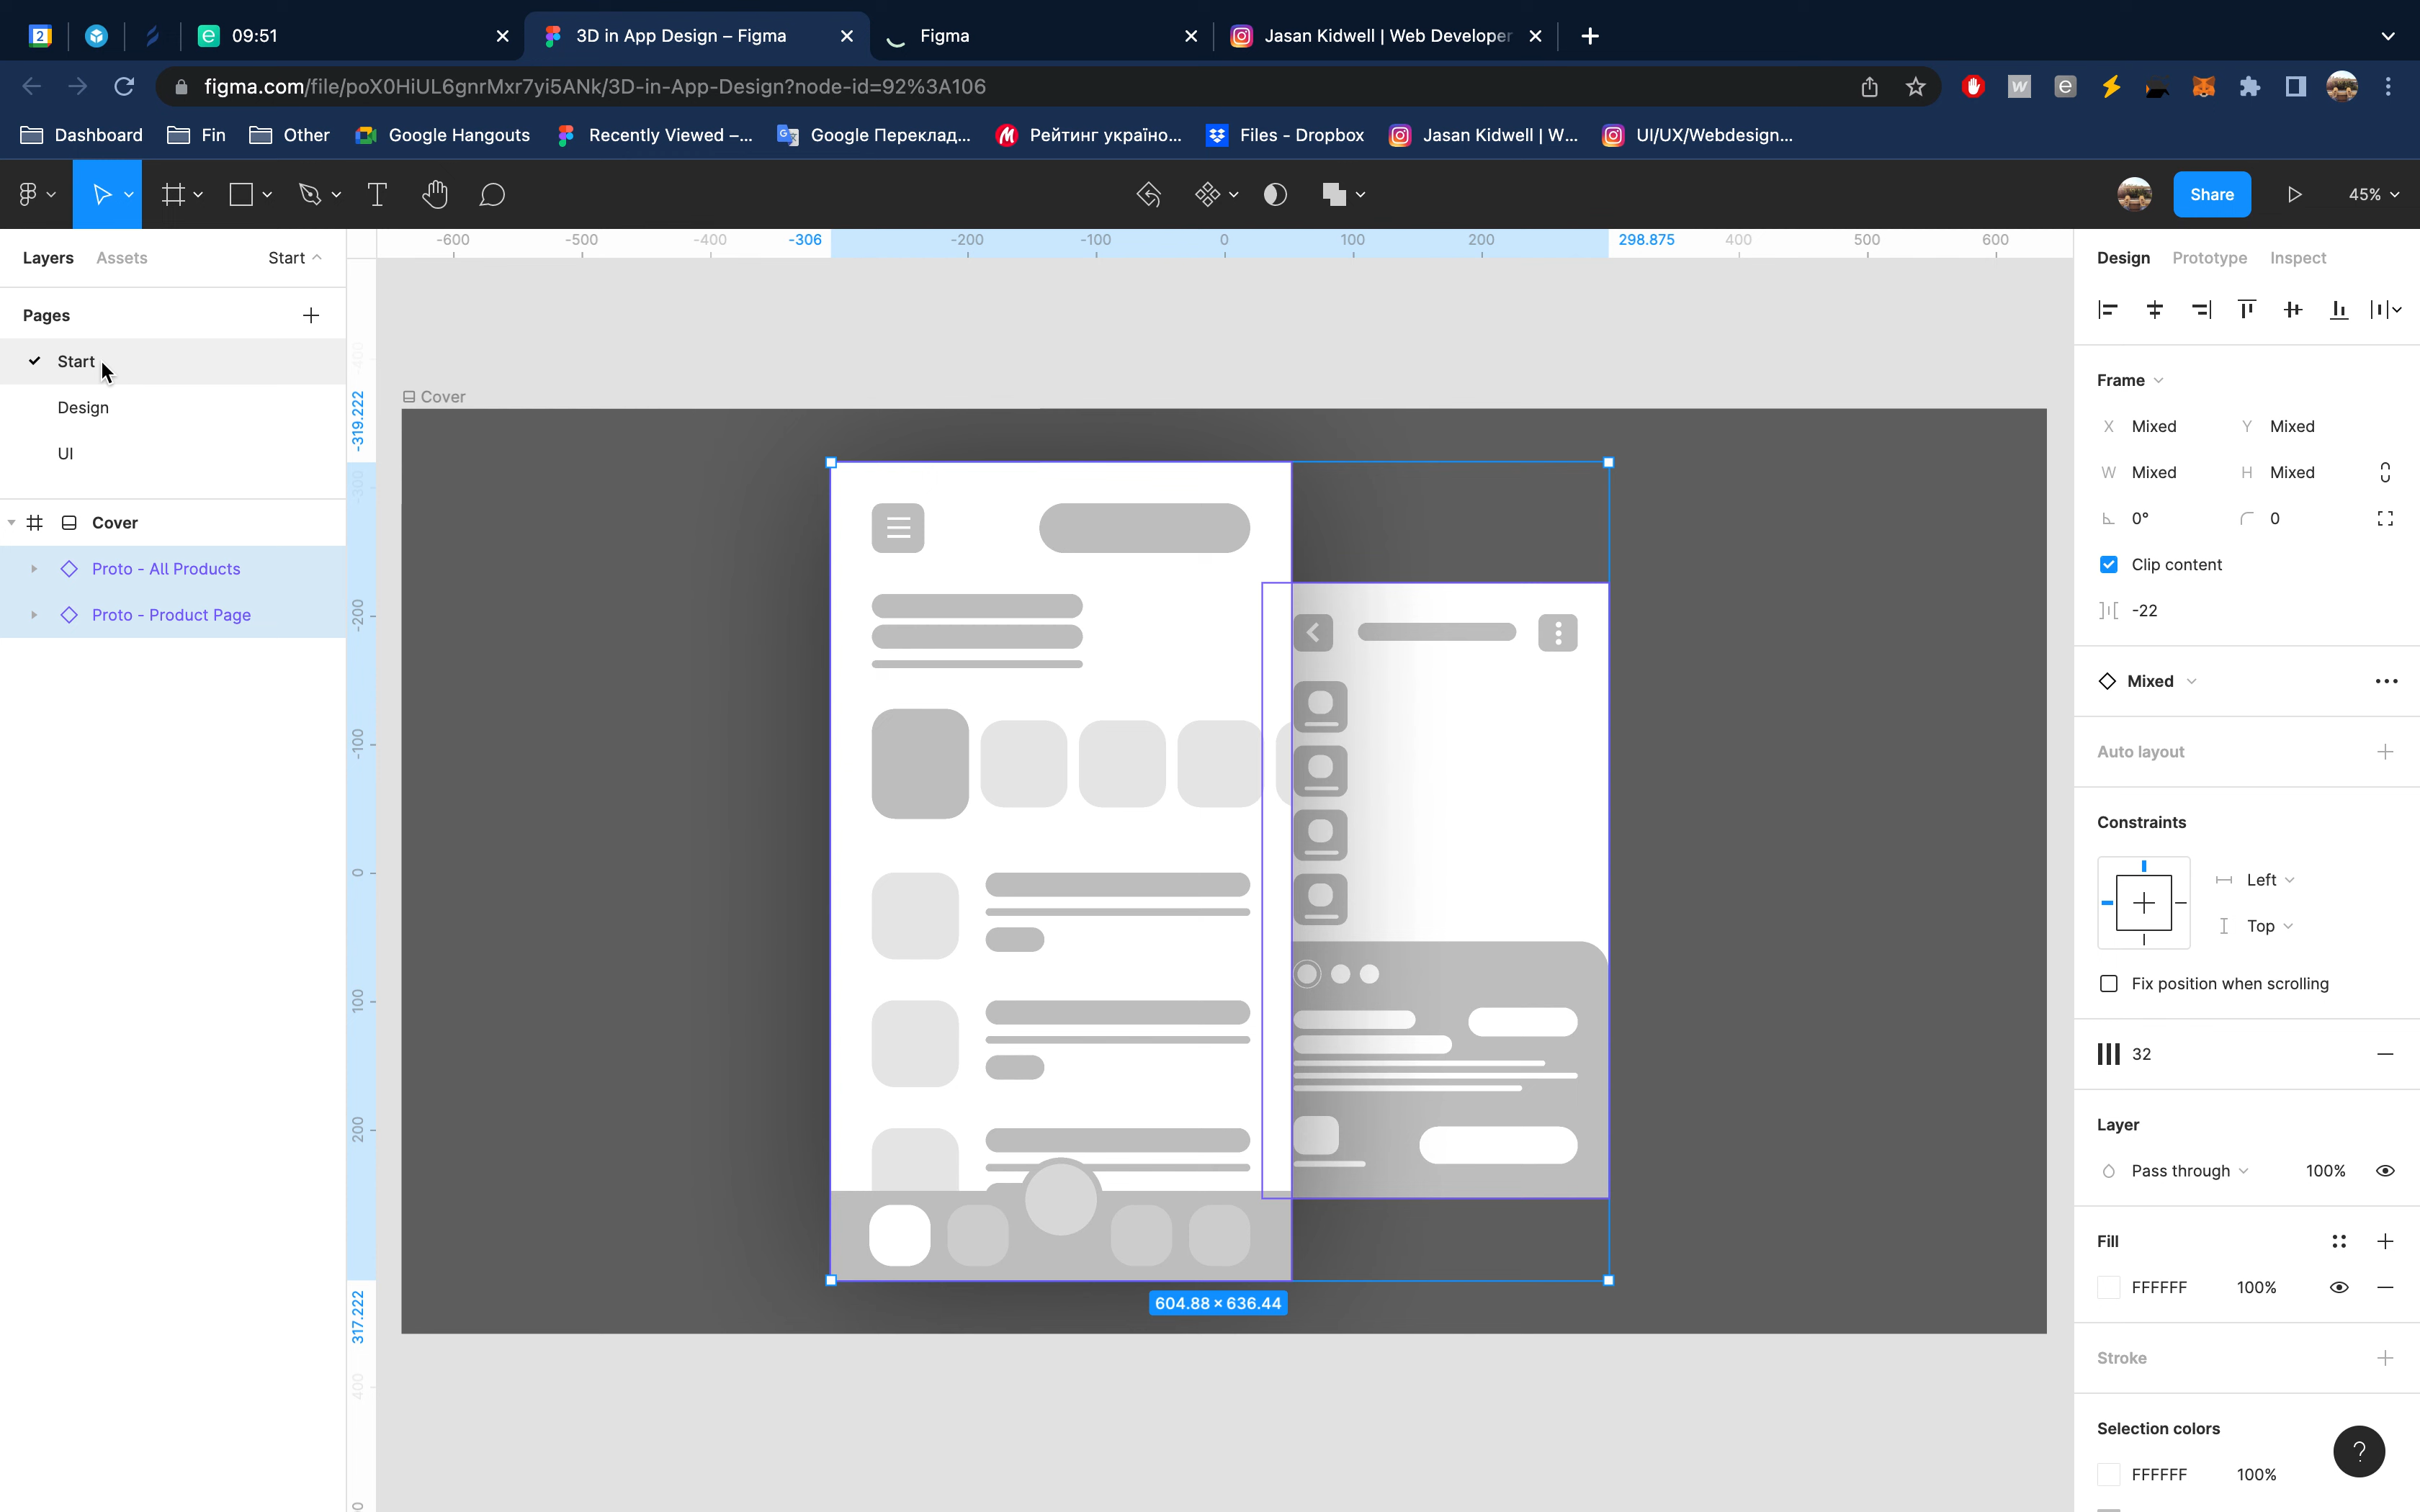 2
09:51
3D in App Design – Figma
Figma
Jasan Kidwell | Web Developer
figma.com/file/poX0HiUL6gnrMxr7yi5ANk/3D-in-App-Design?node-id=92%3A106
Dashboard
Fin
Other
Google Hangouts
Recently Viewed –...
Google Переклад...
Рейтинг україно...
Files - Dropbox
Jasan Kidwell | W...
UI/UX/Webdesign...
Share
45%
Layers
Assets
Start
-600
-500
-400
-306
-200
-100
0
100
200
298.875
400
500
600
Design
Prototype
Inspect
Pages
Start
Design
UI
Cover
Proto - All Products
Proto - Product Page
-319.222
-300
-200
-100
0
100
200
317.222
400
Cover
604.88 × 636.44
Frame
X Mixed
Y Mixed
W Mixed
H Mixed
0°
0
Clip content
-22
Mixed
Auto layout
Constraints
Left
Top
Fix position when scrolling
32
Layer
Pass through
100%
Fill
FFFFFF
100%
Stroke
Selection colors
FFFFFF
100%
?